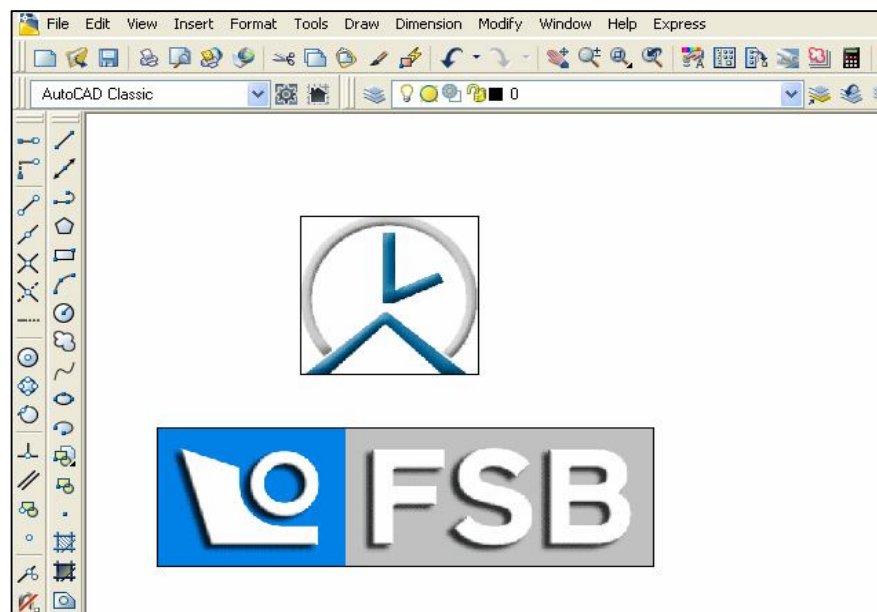 File Edit View Insert Format Tools Draw Dimension Modify Window Help Express
AutoCAD Classic
0
FSB